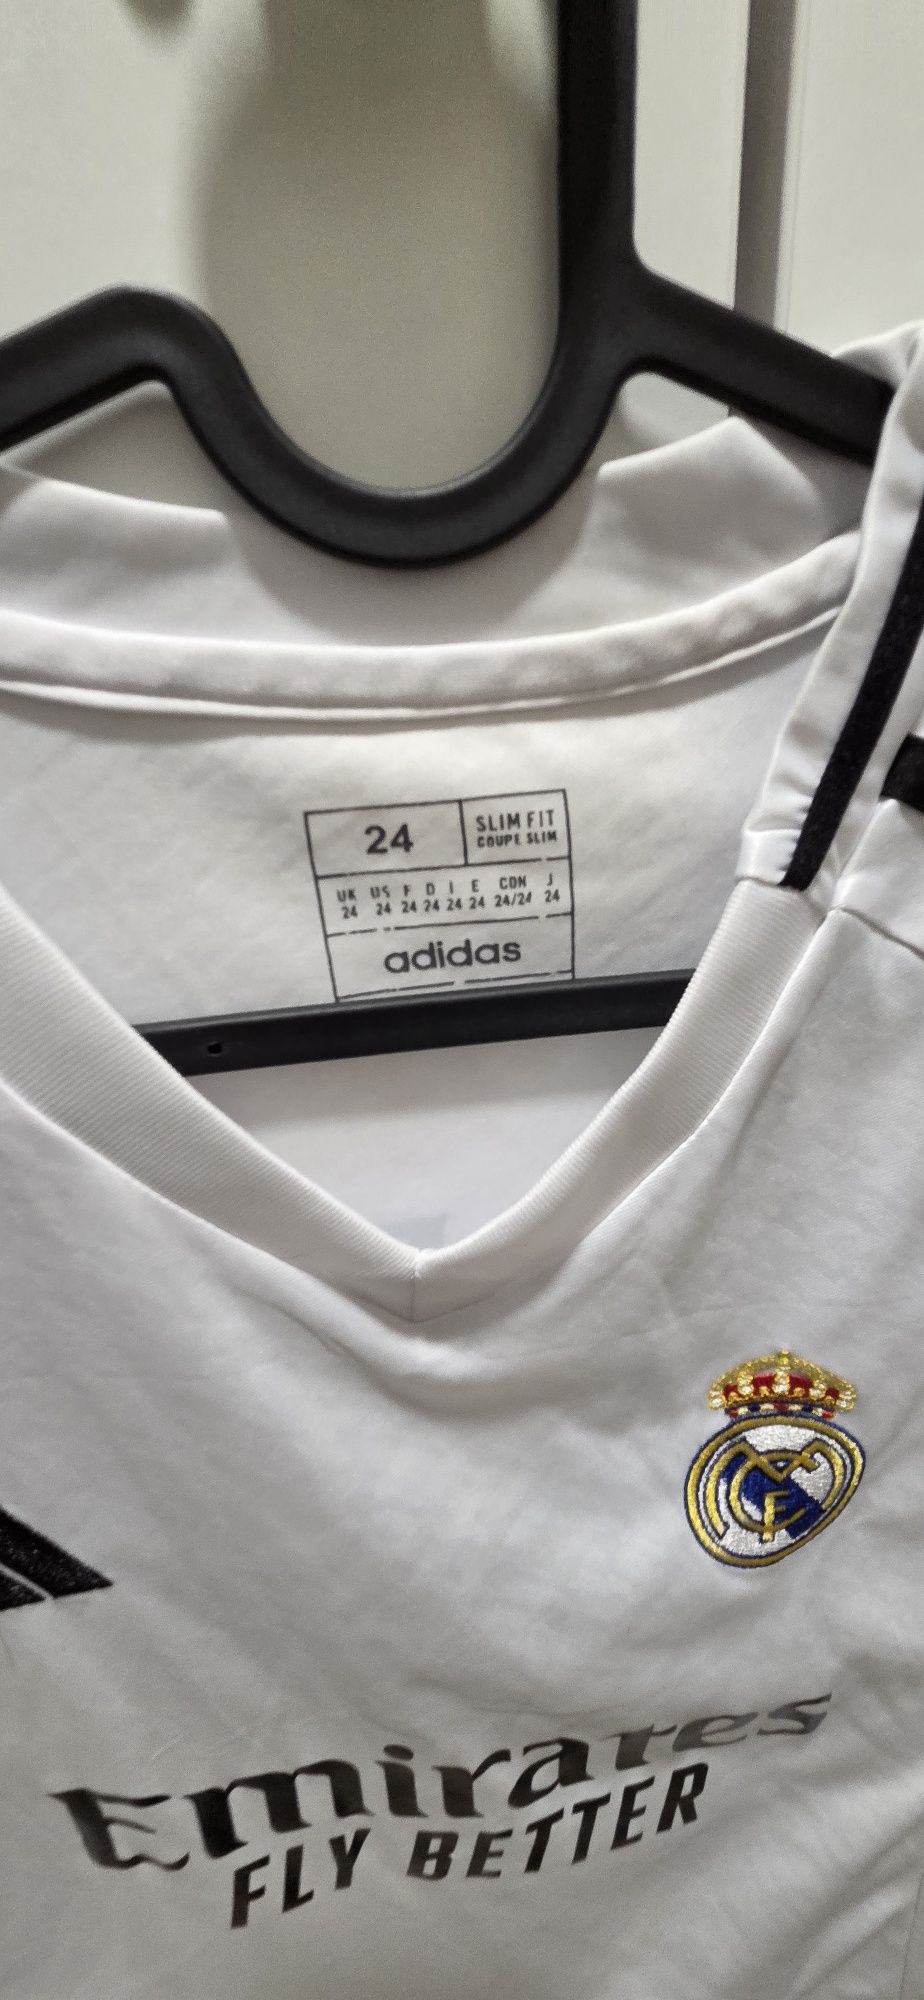 24
SLIM FIT
COUPE SLIM
UK US F D I E CDN J
24 24 24 24 24 24 24/24 24
adidas
Emirates
FLY BETTER